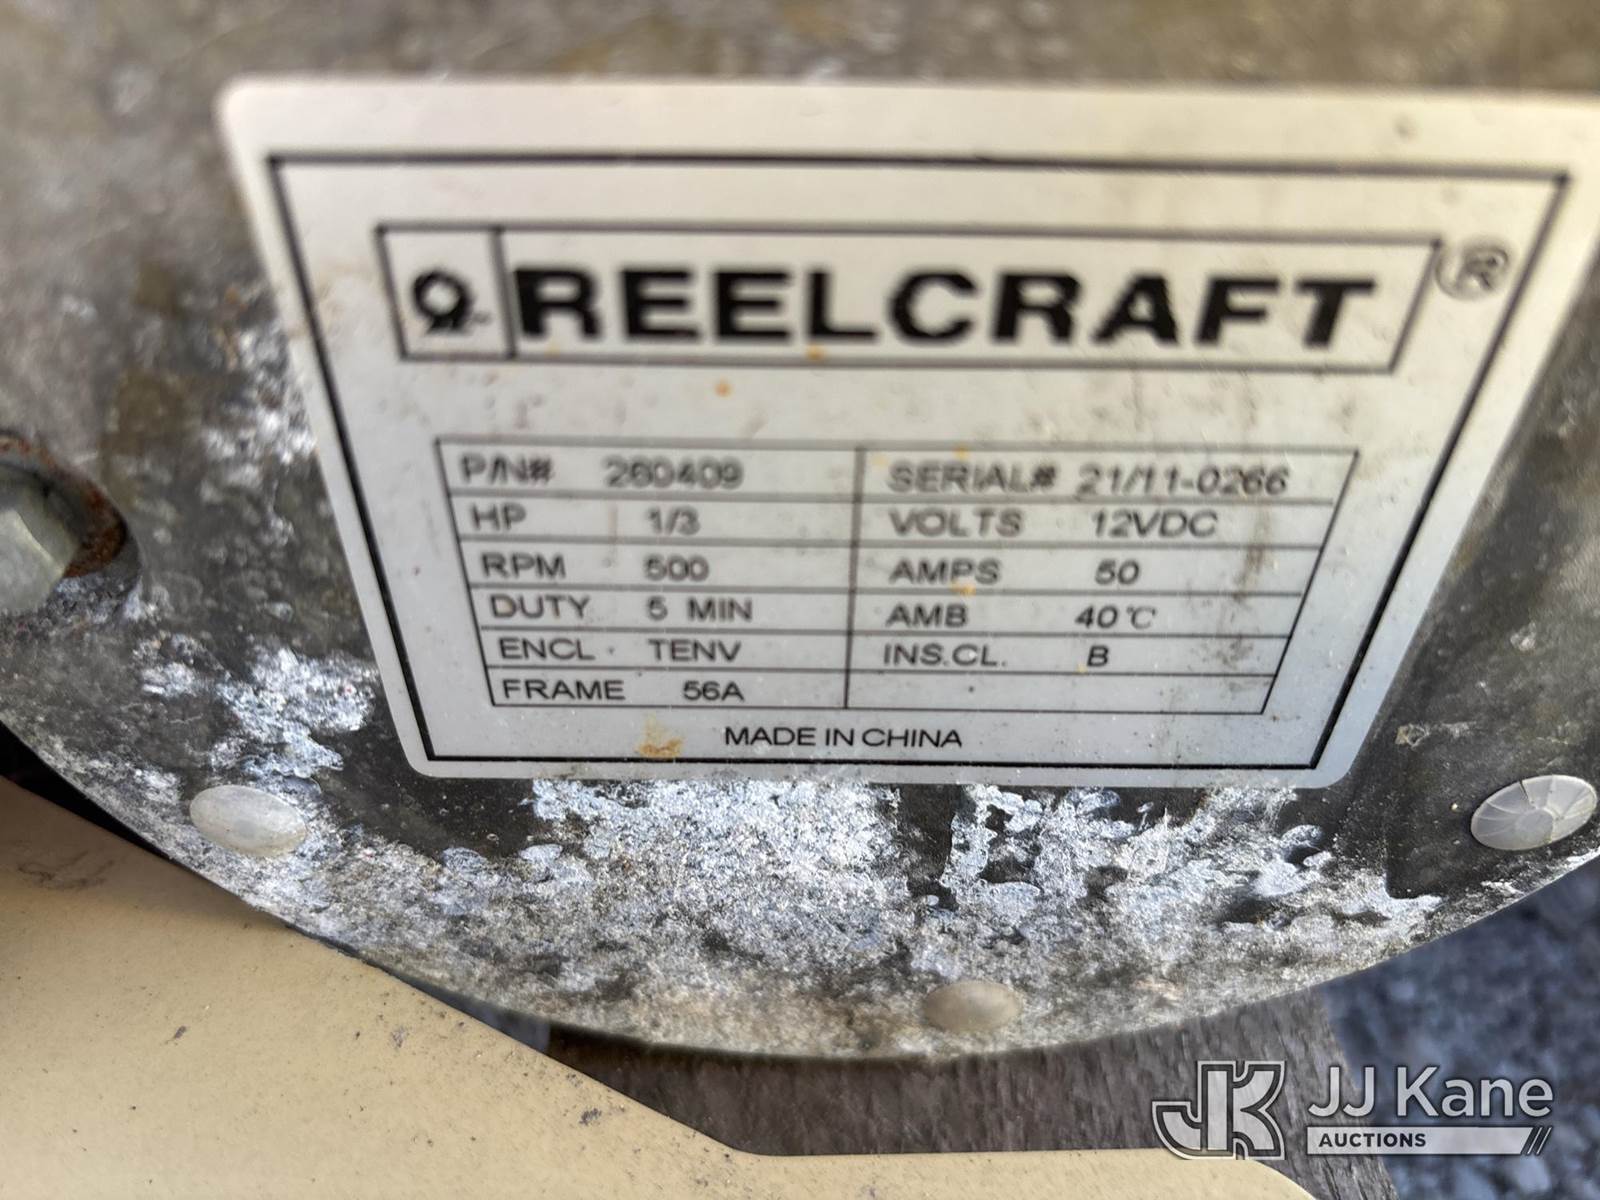 REELCRAFT®
P/N# 260409 SERIAL# 21/11-0266
HP 1/3 VOLTS 12VDC
RPM 500 AMPS 50
DUTY 5 MIN AMB 40℃
ENCL TENV INS.CL. B
FRAME 56A
MADE IN CHINA
JK JJ Kane
AUCTIONS